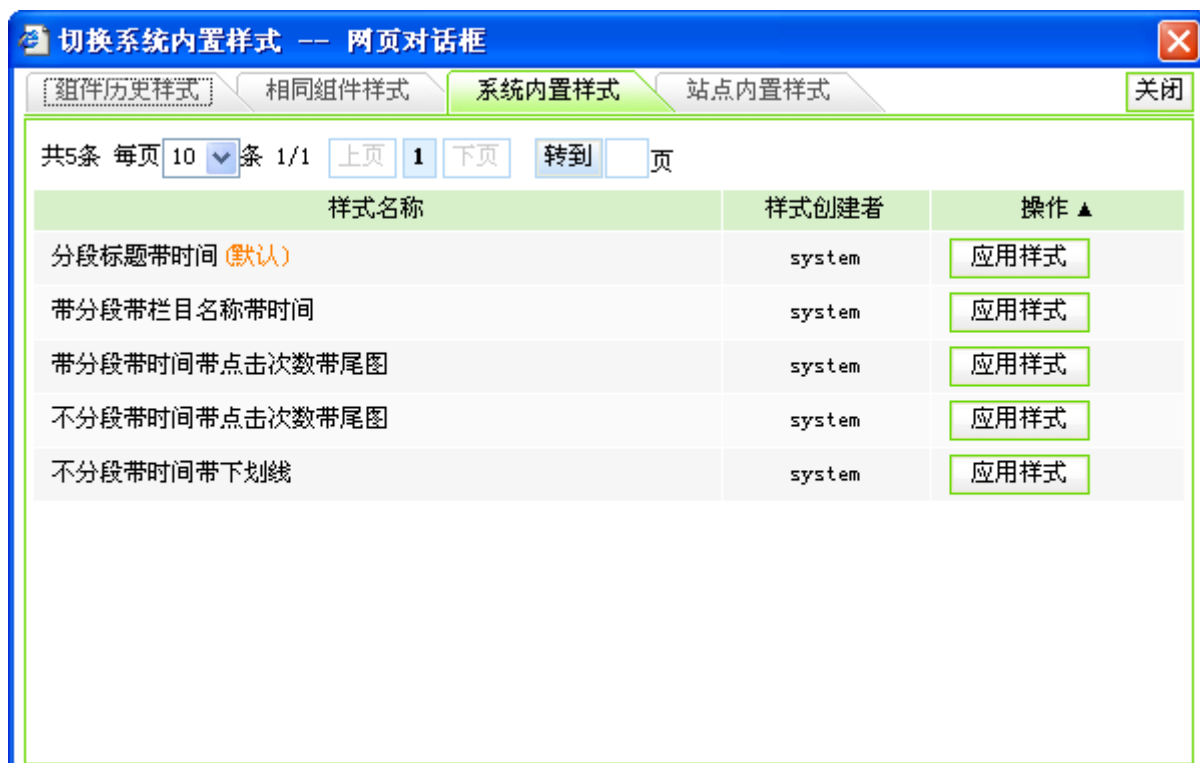 切换系统内置样式 -- 网页对话框
组件历史样式 相同组件样式 系统内置样式 站点内置样式 关闭
共5条 每页 10 条 1/1 上页 1 下页 转到 页
样式名称 样式创建者 操作 ▲
分段标题带时间 (默认) system 应用样式
带分段带栏目名称带时间 system 应用样式
带分段带时间带点击次数带尾图 system 应用样式
不分段带时间带点击次数带尾图 system 应用样式
不分段带时间带下划线 system 应用样式